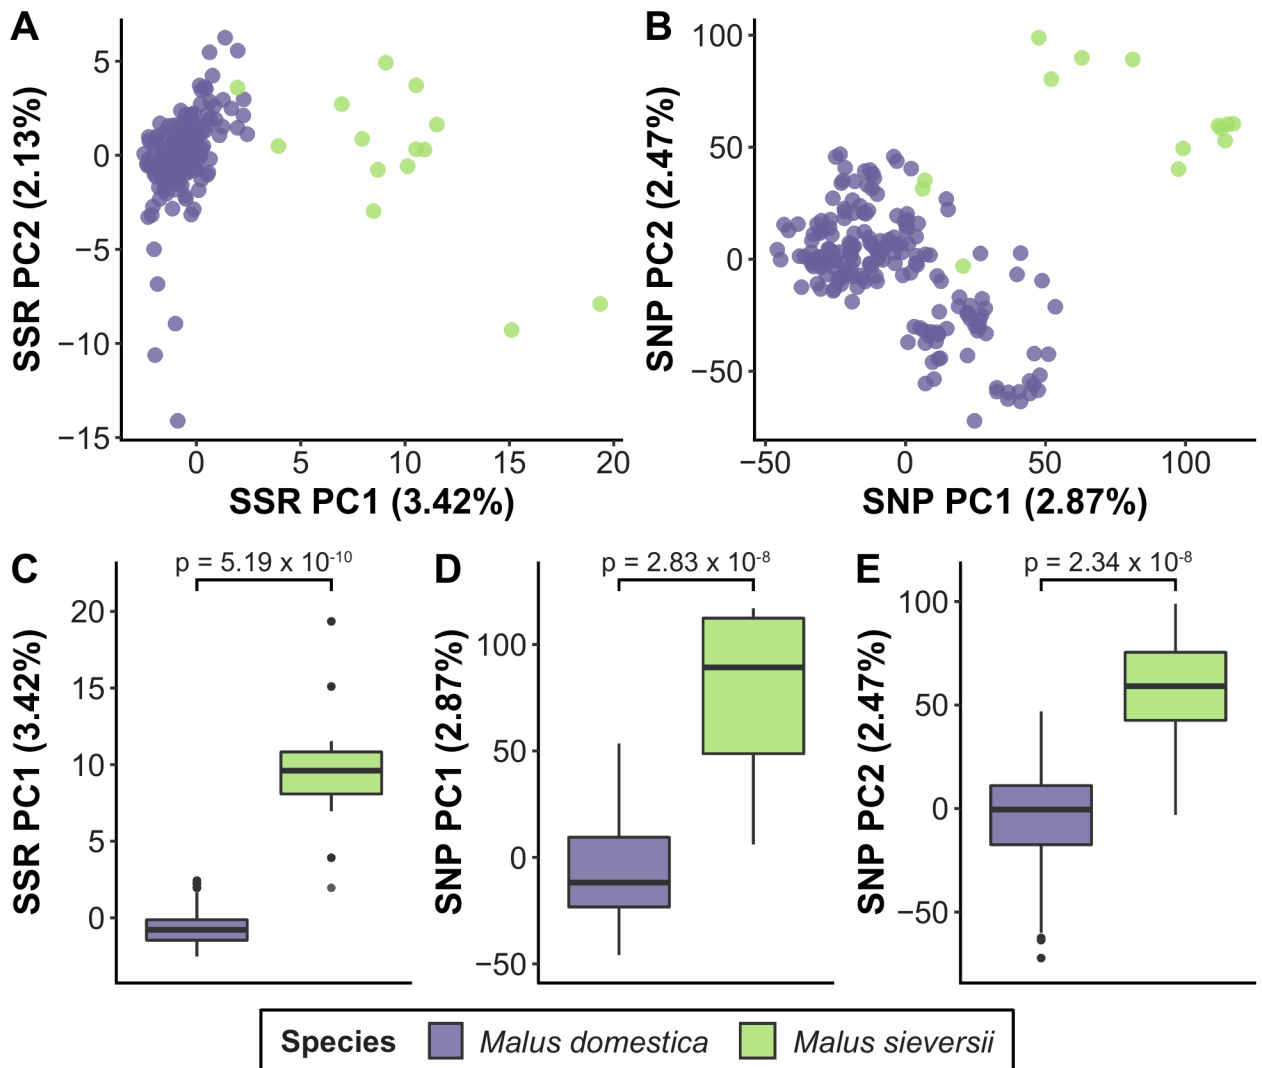 A
SSR PC2 (2.13%)
5
0
−5
−10
−15
0 5 10 15 20
SSR PC1 (3.42%)
B
SNP PC2 (2.47%)
100
50
0
−50
−50 0 50 100
SNP PC1 (2.87%)
C
p = 5.19 x 10⁻¹⁰
SSR PC1 (3.42%)
20
15
10
5
0
D
p = 2.83 x 10⁻⁸
SNP PC1 (2.87%)
100
50
0
−50
E
p = 2.34 x 10⁻⁸
SNP PC2 (2.47%)
100
50
0
−50
Species Malus domestica Malus sieversii